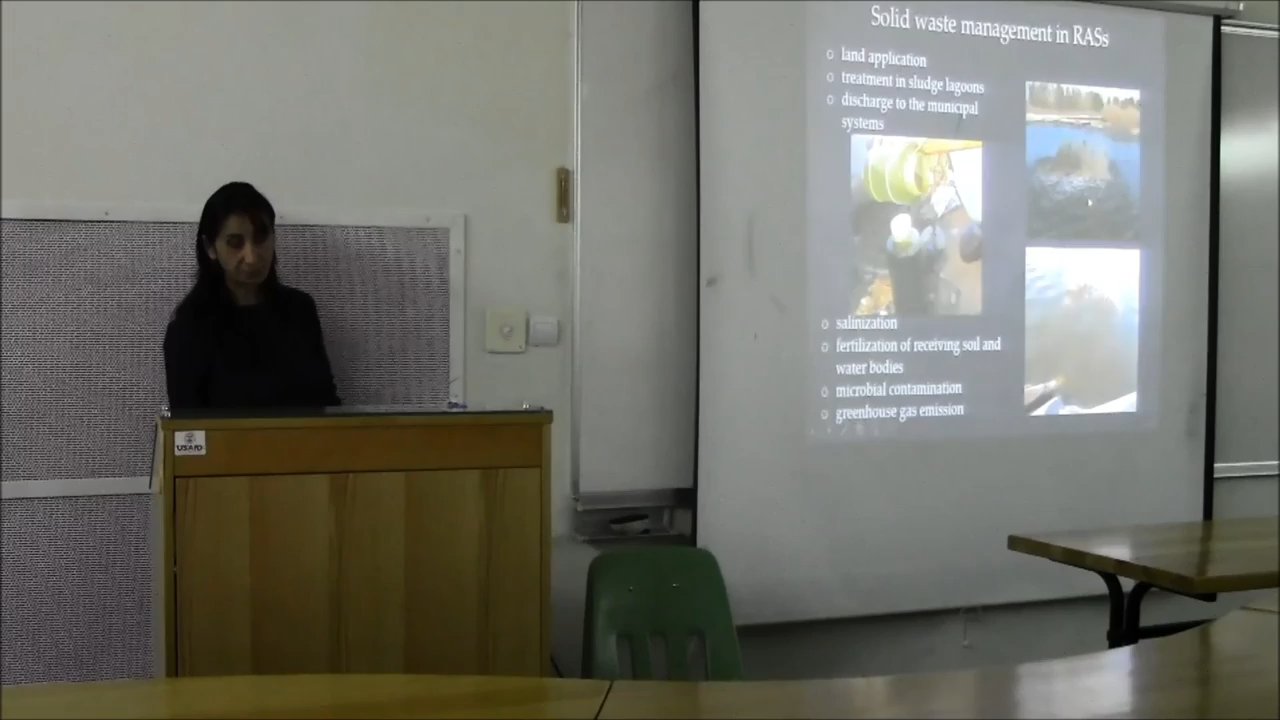 Solid waste management in RASs
land application
treatment in sludge lagoons
discharge to the municipal
systems
salinization
fertilization of receiving soil and
water bodies
microbial contamination
greenhouse gas emission
USAID